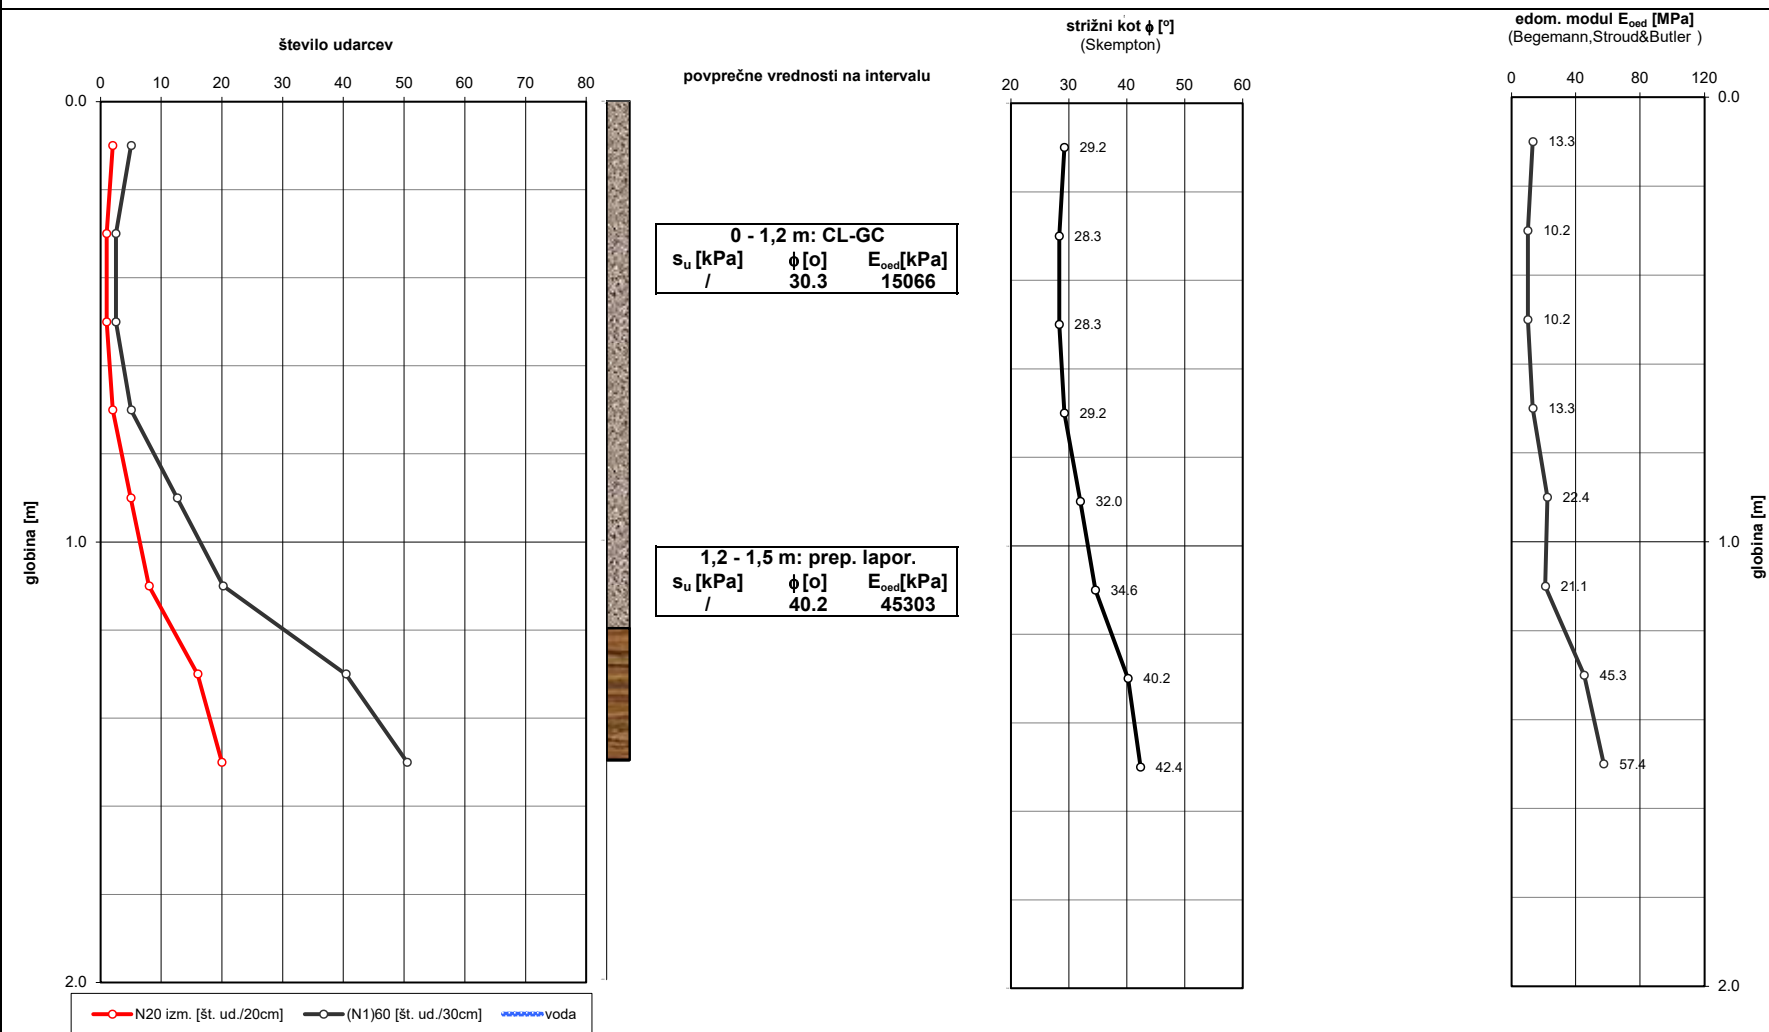 število udarcev
0 10 20 30 40 50 60 70 80
0.0
1.0
2.0
globina [m]
N20 izm. [št. ud./20cm] (N1)60 [št. ud./30cm] voda
povprečne vrednosti na intervalu
0 - 1,2 m: CL-GC
su [kPa] ϕ [o] Eoed[kPa]
/ 30.3 15066
1,2 - 1,5 m: prep. lapor.
su [kPa] ϕ [o] Eoed[kPa]
/ 40.2 45303
strižni kot ϕ [º]
(Skempton)
20 30 40 50 60
29.2
28.3
28.3
29.2
32.0
34.6
40.2
42.4
edom. modul Eoed [MPa]
(Begemann,Stroud&Butler )
0 40 80 120
0.0
13.3
10.2
10.2
13.3
22.4
1.0
21.1
45.3
57.4
2.0
globina [m]